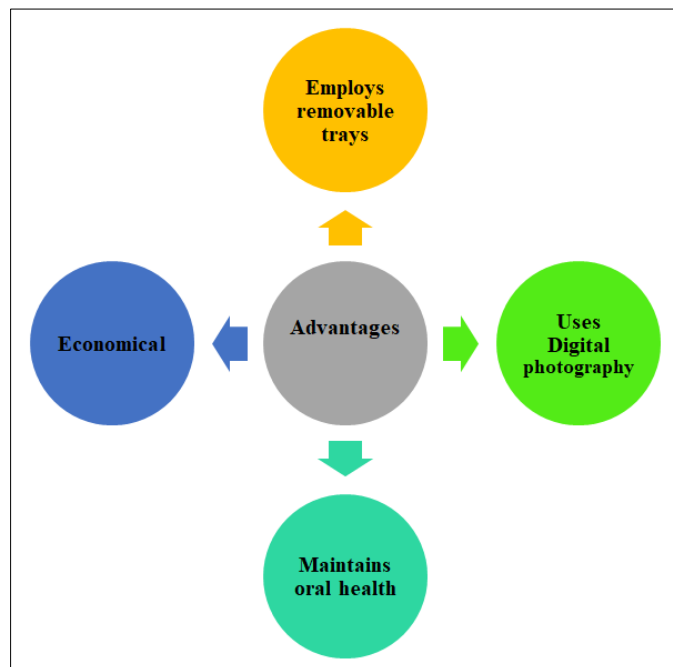 Employs
removable
trays
Economical
Advantages
Uses
Digital
photography
Maintains
oral health